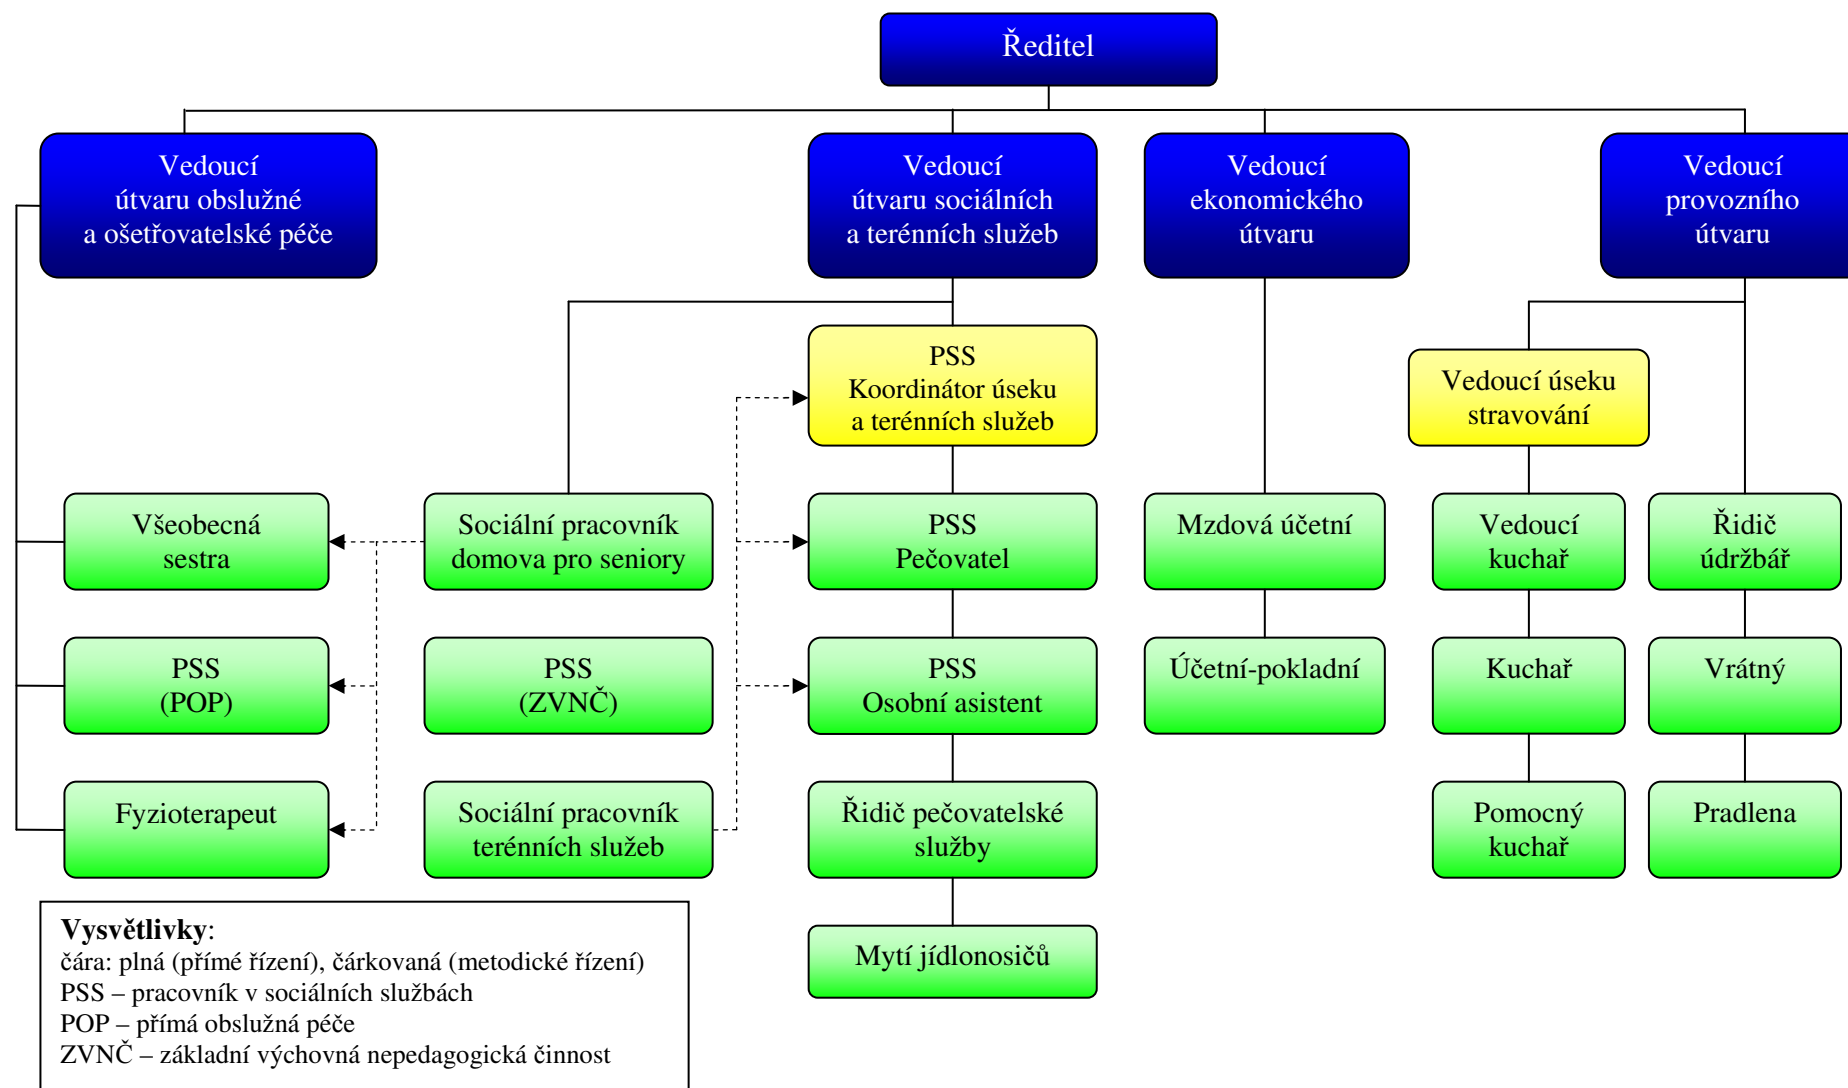 Ředitel
Vedoucí
útvaru obslužné
a ošetřovatelské péče
Vedoucí
útvaru sociálních
a terénních služeb
Vedoucí
ekonomického
útvaru
Vedoucí
provozního
útvaru
PSS
Koordinátor úseku
a terénních služeb
Vedoucí úseku
stravování
Všeobecná
sestra
Sociální pracovník
domova pro seniory
PSS
Pečovatel
Mzdová účetní
Vedoucí
kuchař
Řidič
údržbář
PSS
(POP)
PSS
(ZVNČ)
PSS
Osobní asistent
Účetní-pokladní
Kuchař
Vrátný
Fyzioterapeut
Sociální pracovník
terénních služeb
Řidič pečovatelské
služby
Pomocný
kuchař
Pradlena
Mytí jídlonosičů
Vysvětlivky:
čára: plná (přímé řízení), čárkovaná (metodické řízení)
PSS – pracovník v sociálních službách
POP – přímá obslužná péče
ZVNČ – základní výchovná nepedagogická činnost